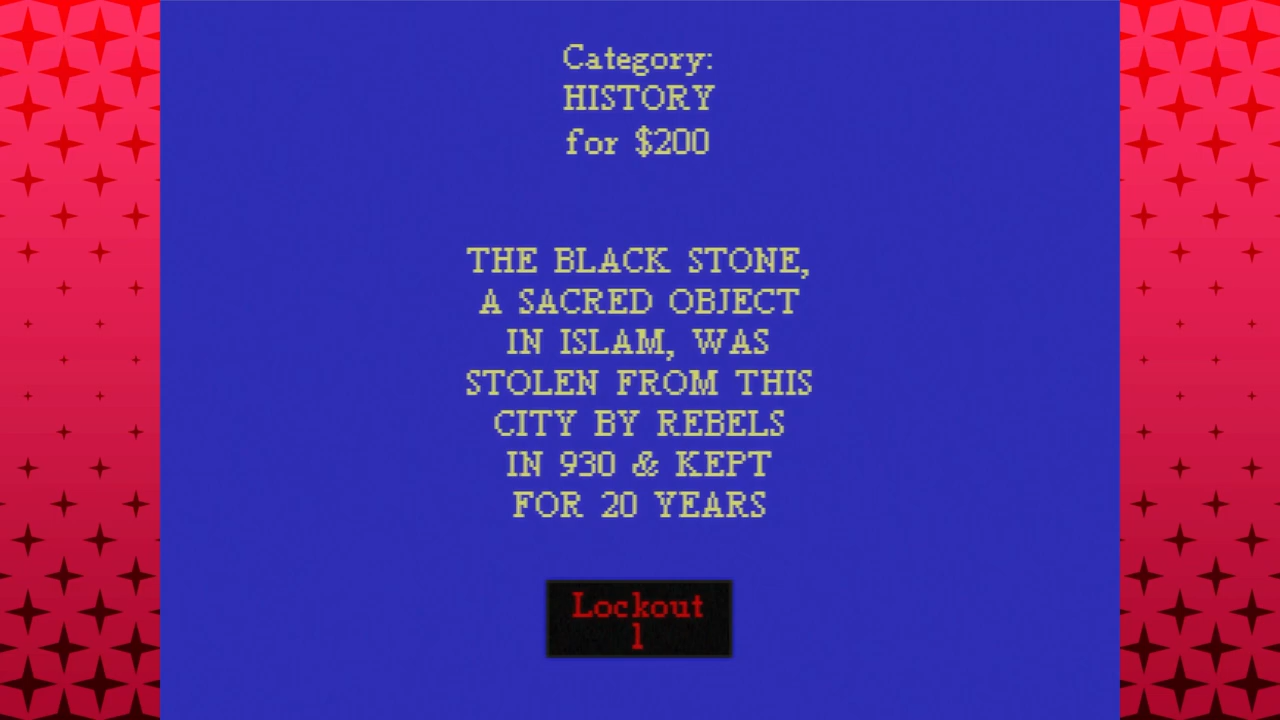 Category:
HISTORY
for $200
THE BLACK STONE,
A SACRED OBJECT
IN ISLAM, WAS
STOLEN FROM THIS
CITY BY REBELS
IN 930 & KEPT
FOR 20 YEARS
Lockout
1